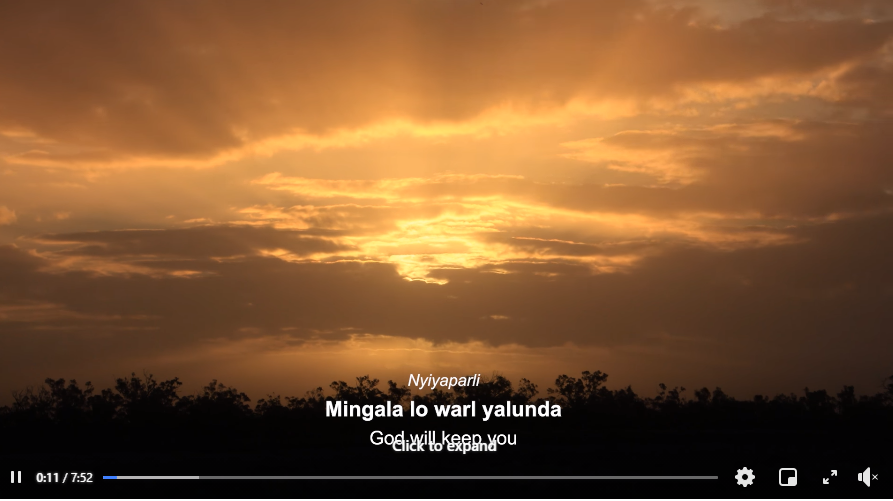 Nyiyaparli
Mingala lo warl yalunda
God will keep you
Click to expand
0:11 / 7:52